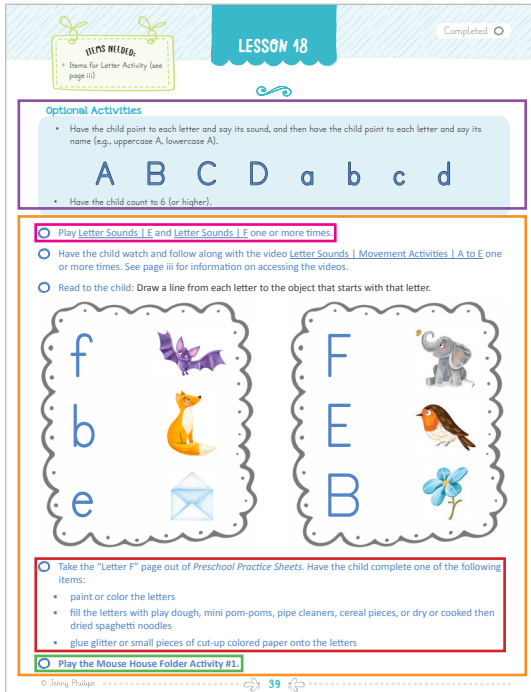 ITEMS NEEDED:
• Items for Letter Activity (see
page iii)
LESSON 18
Completed
Optional Activities
• Have the child point to each letter and say its sound, and then have the child point to each letter and say its
name (e.g., uppercase A, lowercase A).
A B C D a b c d
• Have the child count to 6 (or higher).
Play Letter Sounds | E and Letter Sounds | F one or more times.
Have the child watch and follow along with the video Letter Sounds | Movement Activities | A to E one
or more times. See page iii for information on accessing the videos.
Read to the child: Draw a line from each letter to the object that starts with that letter.
f
b
e
F
E
B
Take the “Letter F” page out of Preschool Practice Sheets. Have the child complete one of the following
items:
• paint or color the letters
• fill the letters with play dough, mini pom-poms, pipe cleaners, cereal pieces, or dry or cooked then
dried spaghetti noodles
• glue glitter or small pieces of cut-up colored paper onto the letters
Play the Mouse House Folder Activity #1.
© Jenny Phillips
39